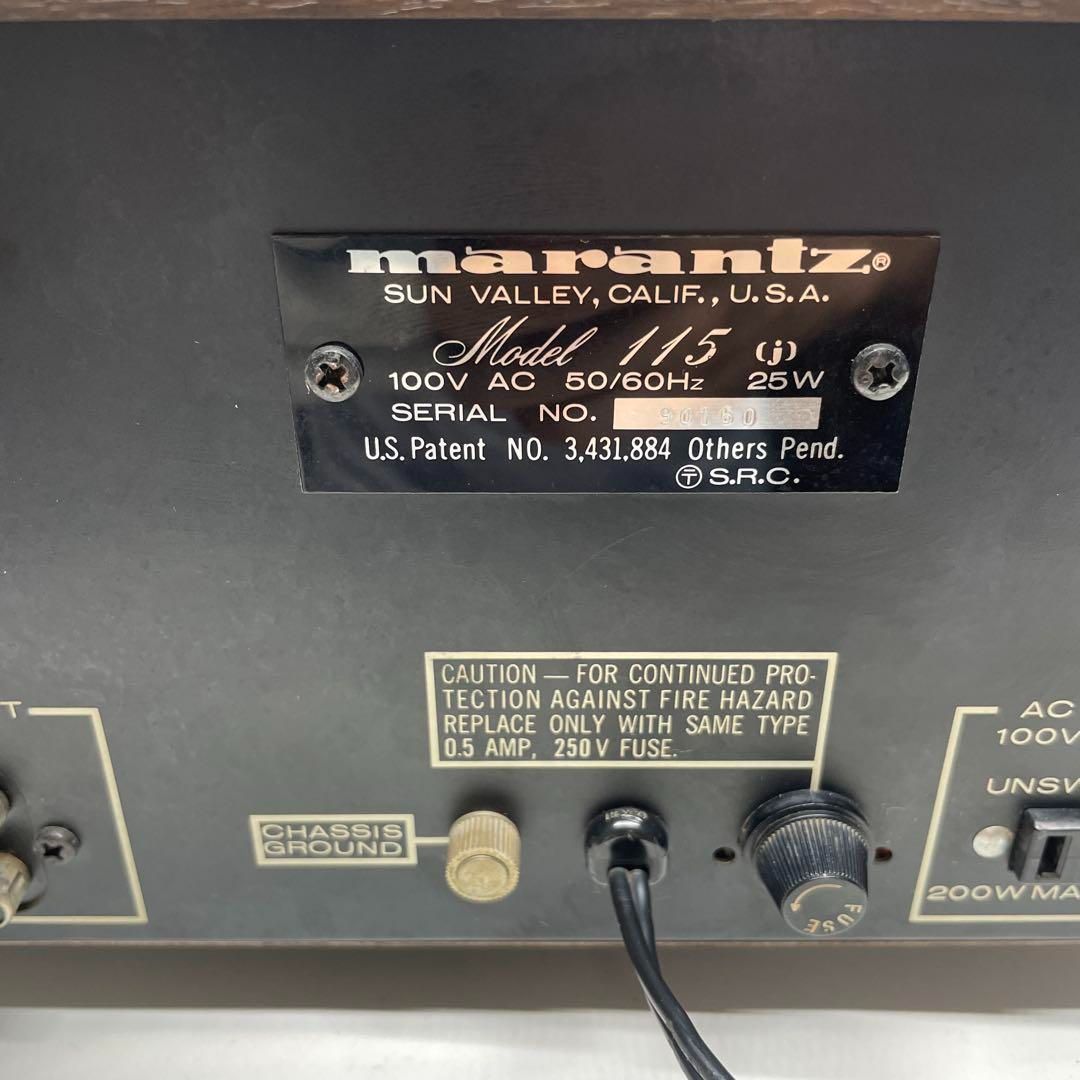 marantz®
SUN VALLEY, CALIF., U.S.A.
Model 115 (j)
100V AC 50/60Hz 25W
SERIAL NO.
U.S. Patent NO. 3,431,884 Others Pend.
S.R.C.
CAUTION — FOR CONTINUED PRO-
TECTION AGAINST FIRE HAZARD
REPLACE ONLY WITH SAME TYPE
0.5 AMP, 250V FUSE.
CHASSIS
GROUND
FUSE
T
AC
100V
UNSW
200W MA